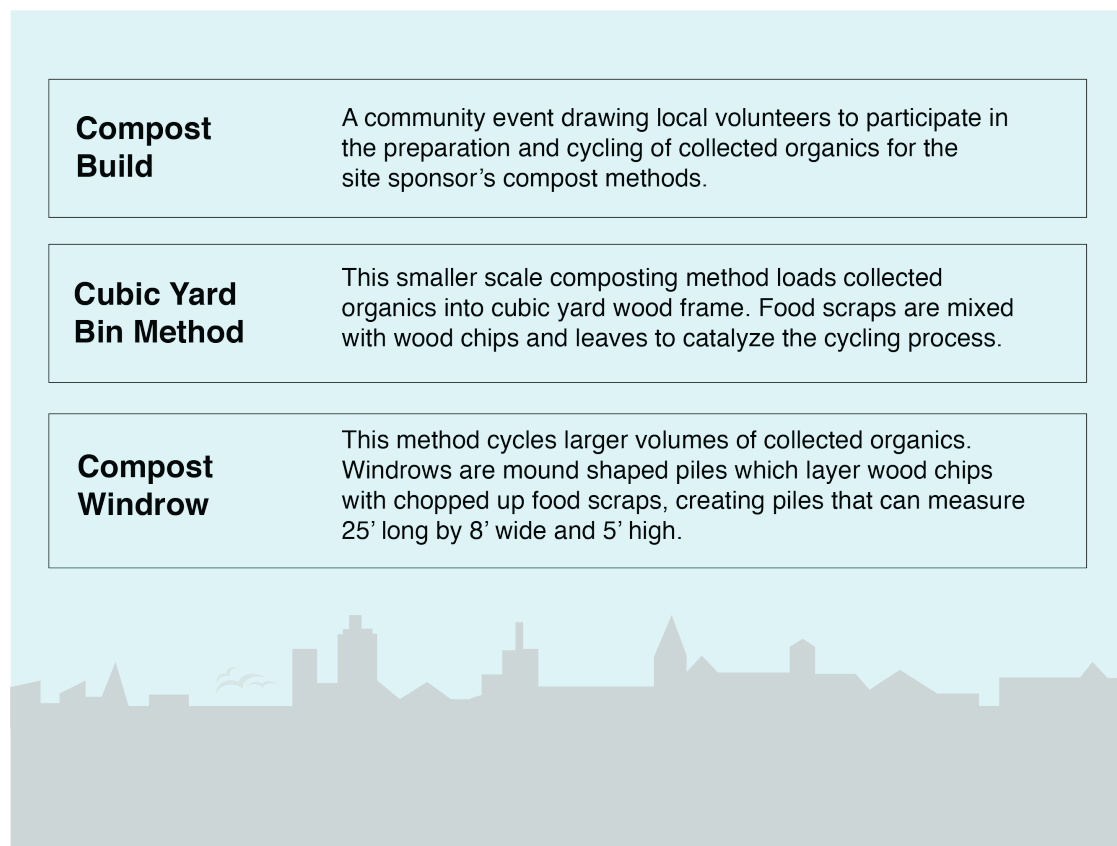 Compost
Build
A community event drawing local volunteers to participate in
the preparation and cycling of collected organics for the
site sponsor’s compost methods.
Cubic Yard
Bin Method
This smaller scale composting method loads collected
organics into cubic yard wood frame. Food scraps are mixed
with wood chips and leaves to catalyze the cycling process.
Compost
Windrow
This method cycles larger volumes of collected organics.
Windrows are mound shaped piles which layer wood chips
with chopped up food scraps, creating piles that can measure
25’ long by 8’ wide and 5’ high.